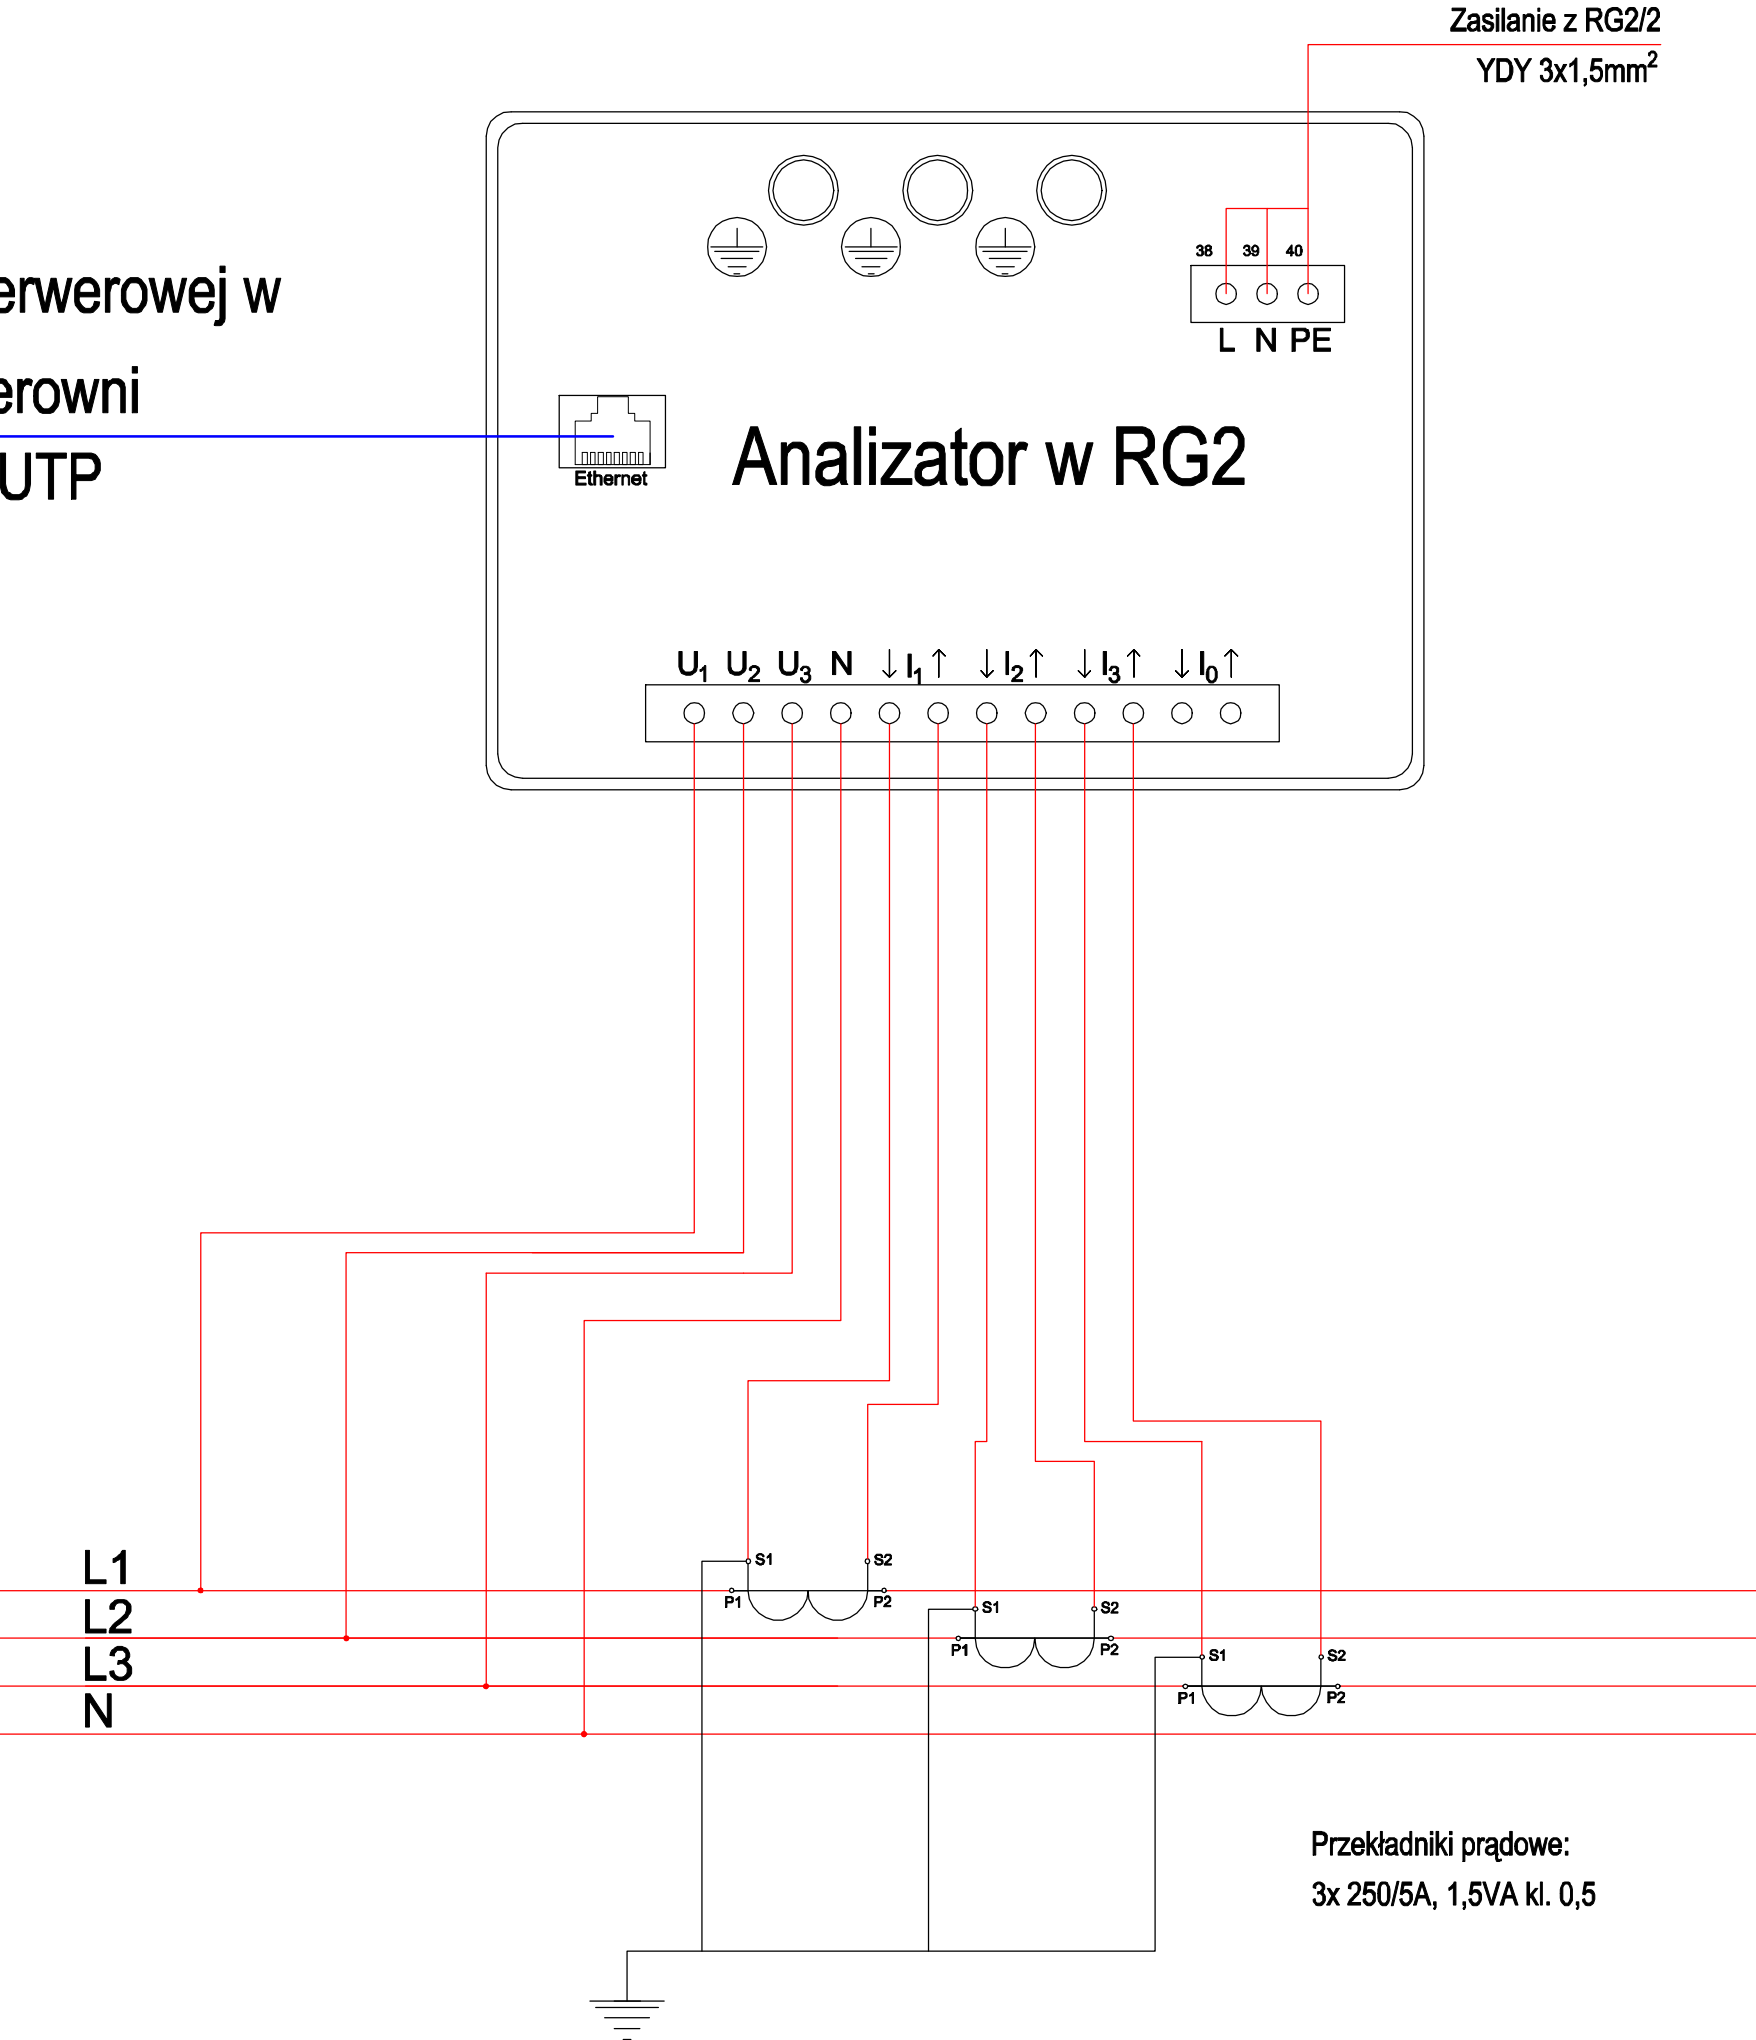 Zasilanie z RG2/2
YDY 3x1,5mm²
38 39 40
L N PE
erwerowej w
erowni
UTP
Ethernet
Analizator w RG2
U₁ U₂ U₃ N ↓ I₁ ↑ ↓ I₂ ↑ ↓ I₃ ↑ ↓ I₀ ↑
L1
S1 S2
P1 P2
L2
S1 S2
P1 P2
L3
S1 S2
P1 P2
N
Przekładniki prądowe:
3x 250/5A, 1,5VA kl. 0,5